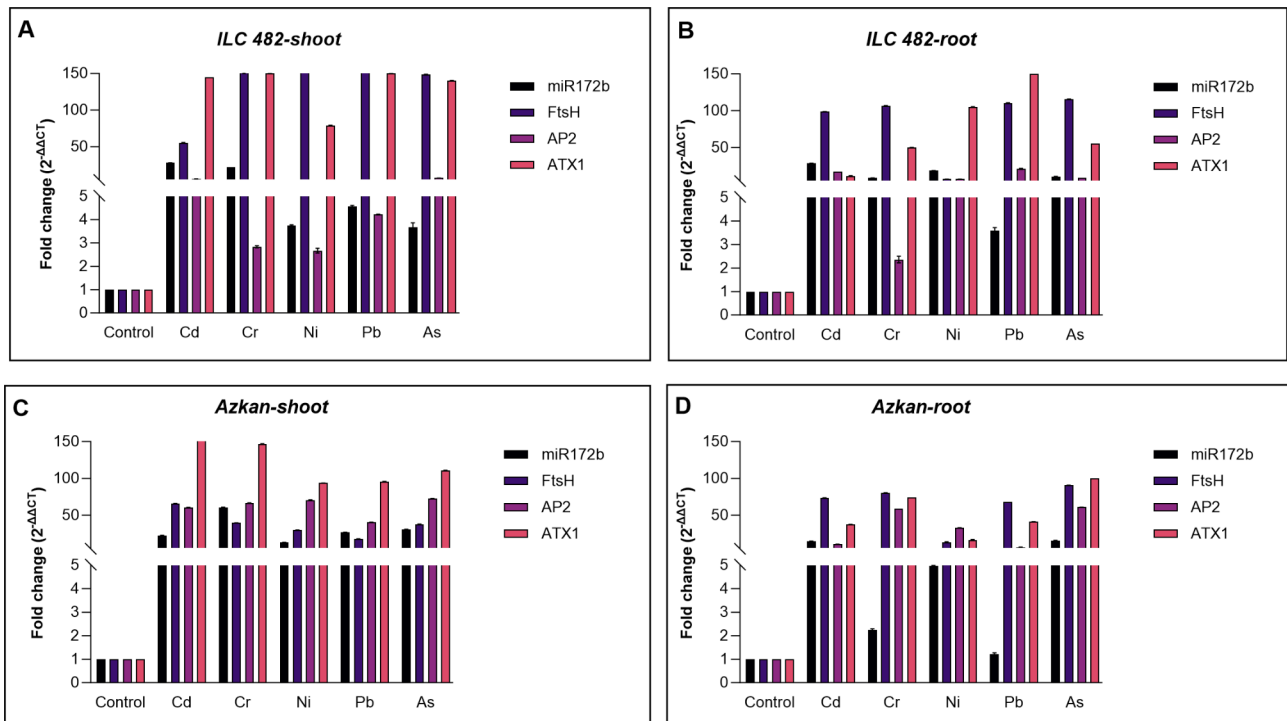 A
ILC 482-shoot
Fold change (2^-ΔΔCT)
150
100
50
5
4
3
2
1
0
Control Cd Cr Ni Pb As
miR172b
FtsH
AP2
ATX1
B
ILC 482-root
Fold change (2^-ΔΔCT)
150
100
50
5
4
3
2
1
0
Control Cd Cr Ni Pb As
miR172b
FtsH
AP2
ATX1
C
Azkan-shoot
Fold change (2^-ΔΔCT)
150
100
50
5
4
3
2
1
0
Control Cd Cr Ni Pb As
miR172b
FtsH
AP2
ATX1
D
Azkan-root
Fold change (2^-ΔΔCT)
150
100
50
5
4
3
2
1
0
Control Cd Cr Ni Pb As
miR172b
FtsH
AP2
ATX1